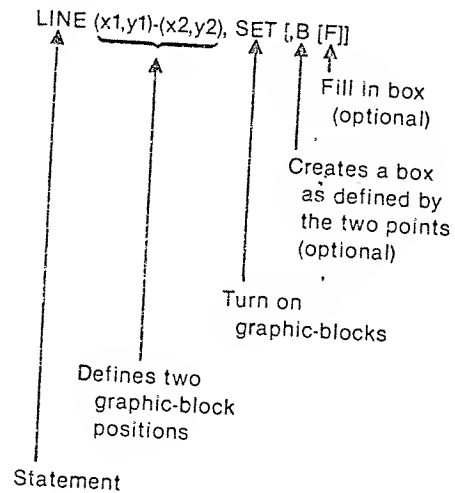 LINE (x1,y1)-(x2,y2), SET [,B [F]]
Fill in box
(optional)
Creates a box
as defined by
the two points
(optional)
Turn on
graphic-blocks
Defines two
graphic-block
positions
Statement